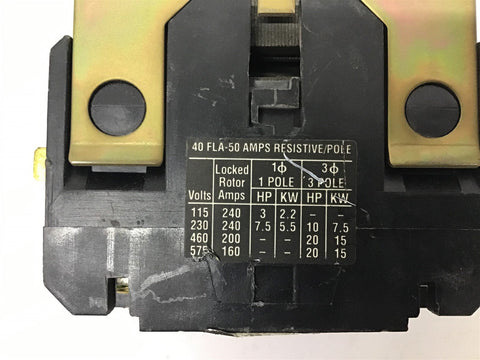 40 FLA-50 AMPS RESISTIVE/POLE
Locked 1ϕ 3ϕ
Rotor 1 POLE 3 POLE
Volts Amps HP KW HP KW
115 240 3 2.2 – –
230 240 7.5 5.5 10 7.5
460 200 – – 20 15
575 160 – – 20 15